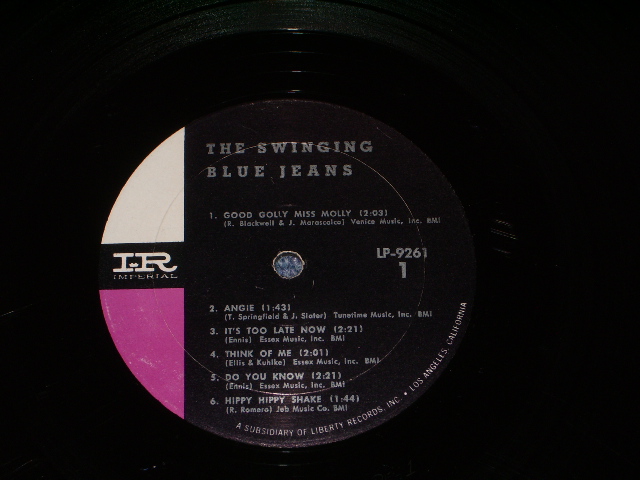 THE SWINGING
BLUE JEANS
1. GOOD GOLLY MISS MOLLY (2:03)
(R. Blackwell & J. Marascalco) Venice Music, Inc. BMI
IR
IMPERIAL
LP-9261
1
2. ANGIE (1:43)
(T. Springfield & J. Slater) Tunetime Music, Inc. BMI
3. IT'S TOO LATE NOW (2:21)
(Ennis) Essex Music, Inc. BMI
4. THINK OF ME (2:01)
(Ellis & Kuhlke) Essex Music, Inc. BMI
5. DO YOU KNOW (2:21)
(Ennis) Essex Music, Inc. BMI
6. HIPPY HIPPY SHAKE (1:44)
(R. Romero) Jeb Music Co. BMI
A SUBSIDIARY OF LIBERTY RECORDS, INC. • LOS ANGELES, CALIFORNIA